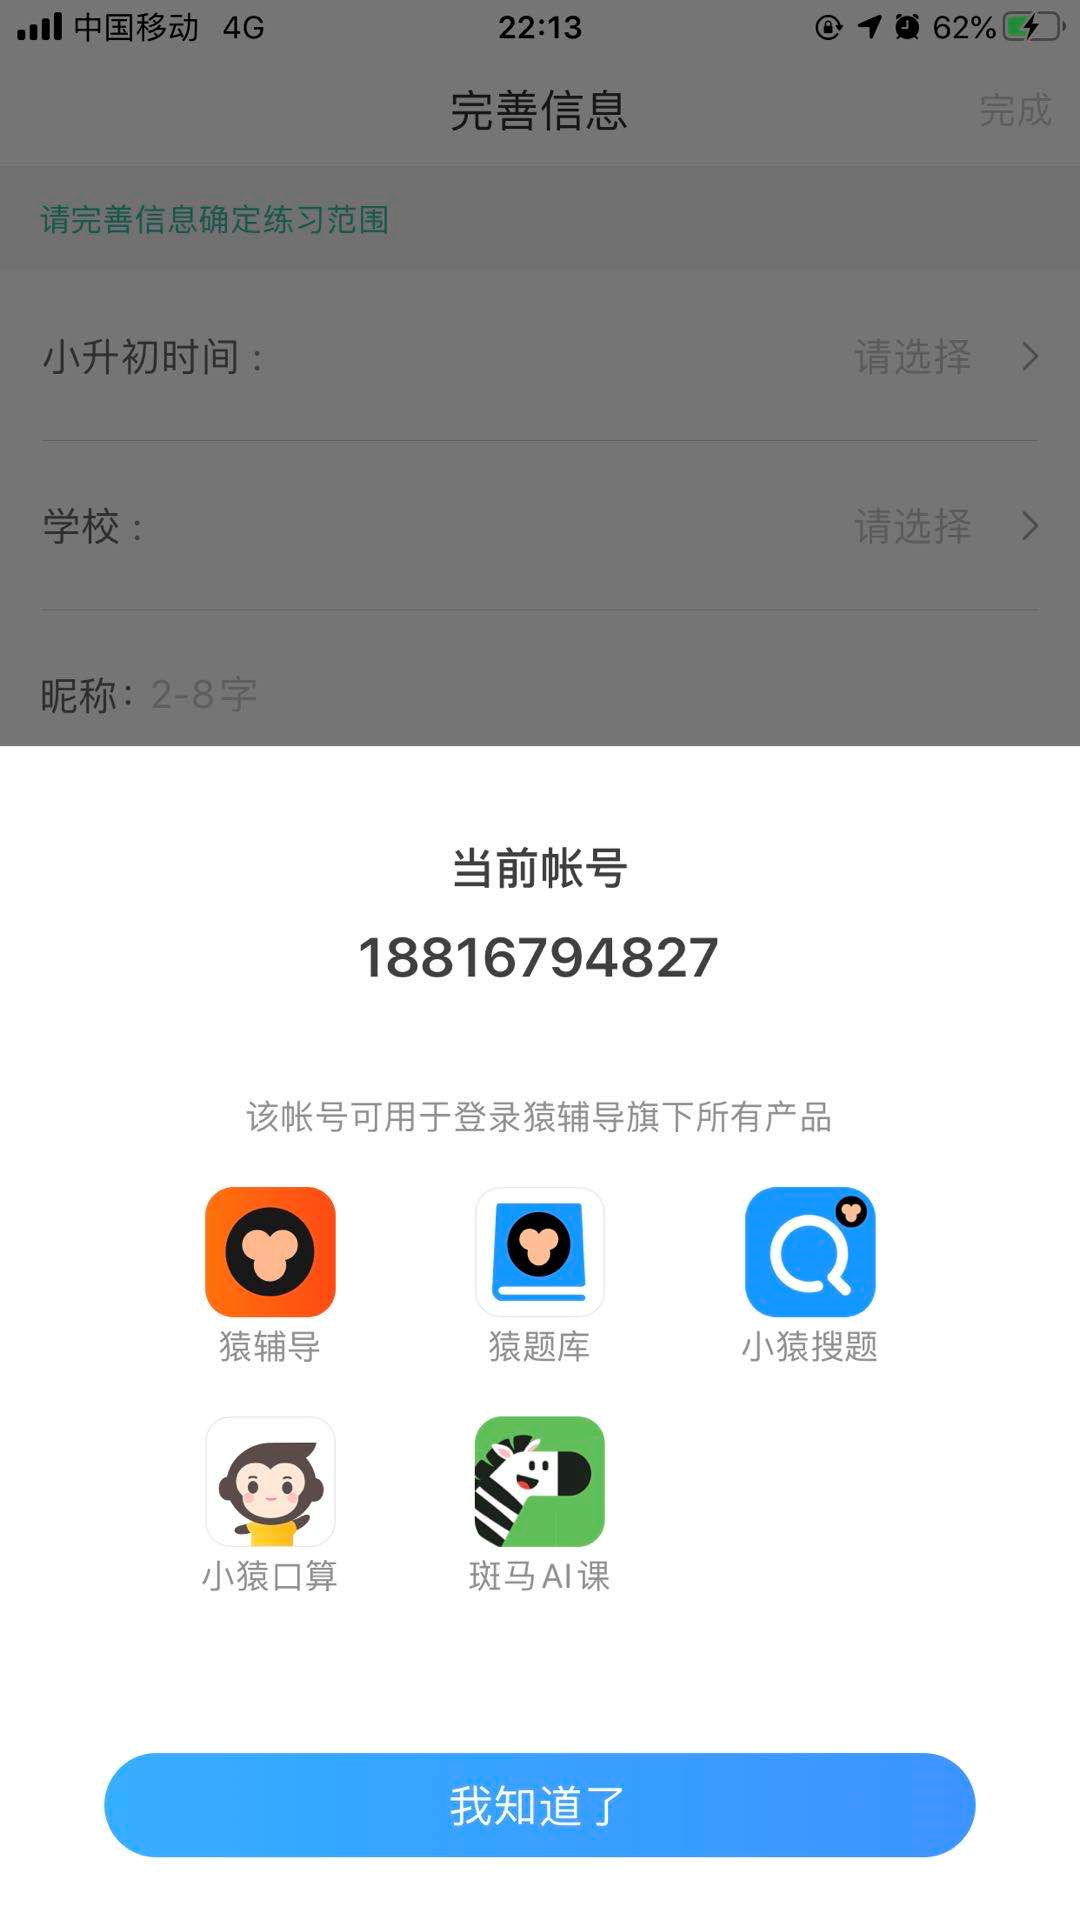 中国移动 4G 22:13 62%
完善信息 完成
请完善信息确定练习范围
小升初时间： 请选择
学校： 请选择
昵称： 2-8字
当前帐号
18816794827
该帐号可用于登录猿辅导旗下所有产品
猿辅导 猿题库 小猿搜题
小猿口算 斑马AI课
我知道了